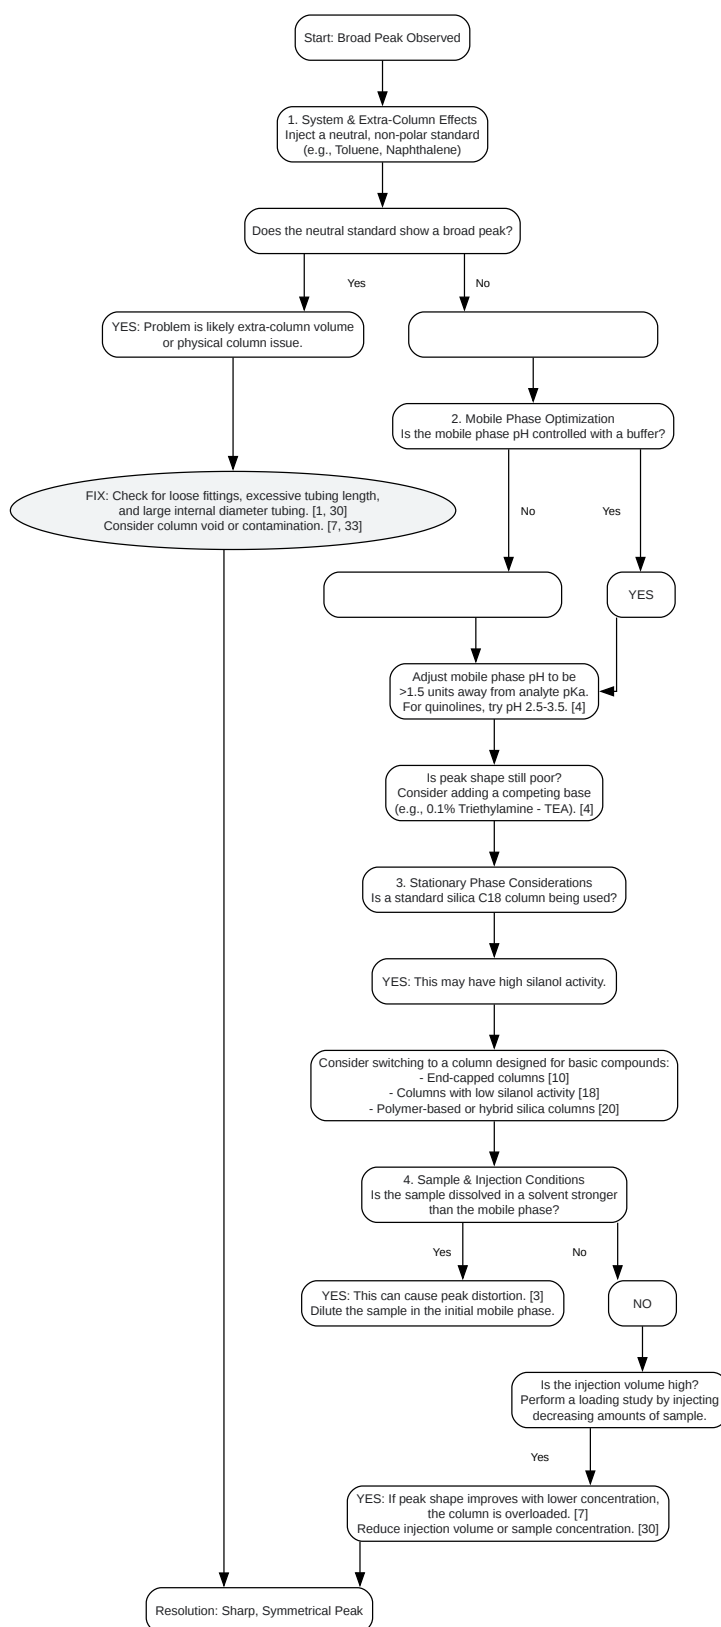 Start: Broad Peak Observed
1. System & Extra-Column Effects
Inject a neutral, non-polar standard
(e.g., Toluene, Naphthalene)
Does the neutral standard show a broad peak?
Yes
No
YES: Problem is likely extra-column volume
or physical column issue.
2. Mobile Phase Optimization
Is the mobile phase pH controlled with a buffer?
FIX: Check for loose fittings, excessive tubing length,
and large internal diameter tubing. [1, 30]
Consider column void or contamination. [7, 33]
No
Yes
YES
Adjust mobile phase pH to be
>1.5 units away from analyte pKa.
For quinolines, try pH 2.5-3.5. [4]
Is peak shape still poor?
Consider adding a competing base
(e.g., 0.1% Triethylamine - TEA). [4]
3. Stationary Phase Considerations
Is a standard silica C18 column being used?
YES: This may have high silanol activity.
Consider switching to a column designed for basic compounds:
- End-capped columns [10]
- Columns with low silanol activity [18]
- Polymer-based or hybrid silica columns [20]
4. Sample & Injection Conditions
Is the sample dissolved in a solvent stronger
than the mobile phase?
Yes
No
YES: This can cause peak distortion. [3]
Dilute the sample in the initial mobile phase.
NO
Is the injection volume high?
Perform a loading study by injecting
decreasing amounts of sample.
Yes
YES: If peak shape improves with lower concentration,
the column is overloaded. [7]
Reduce injection volume or sample concentration. [30]
Resolution: Sharp, Symmetrical Peak